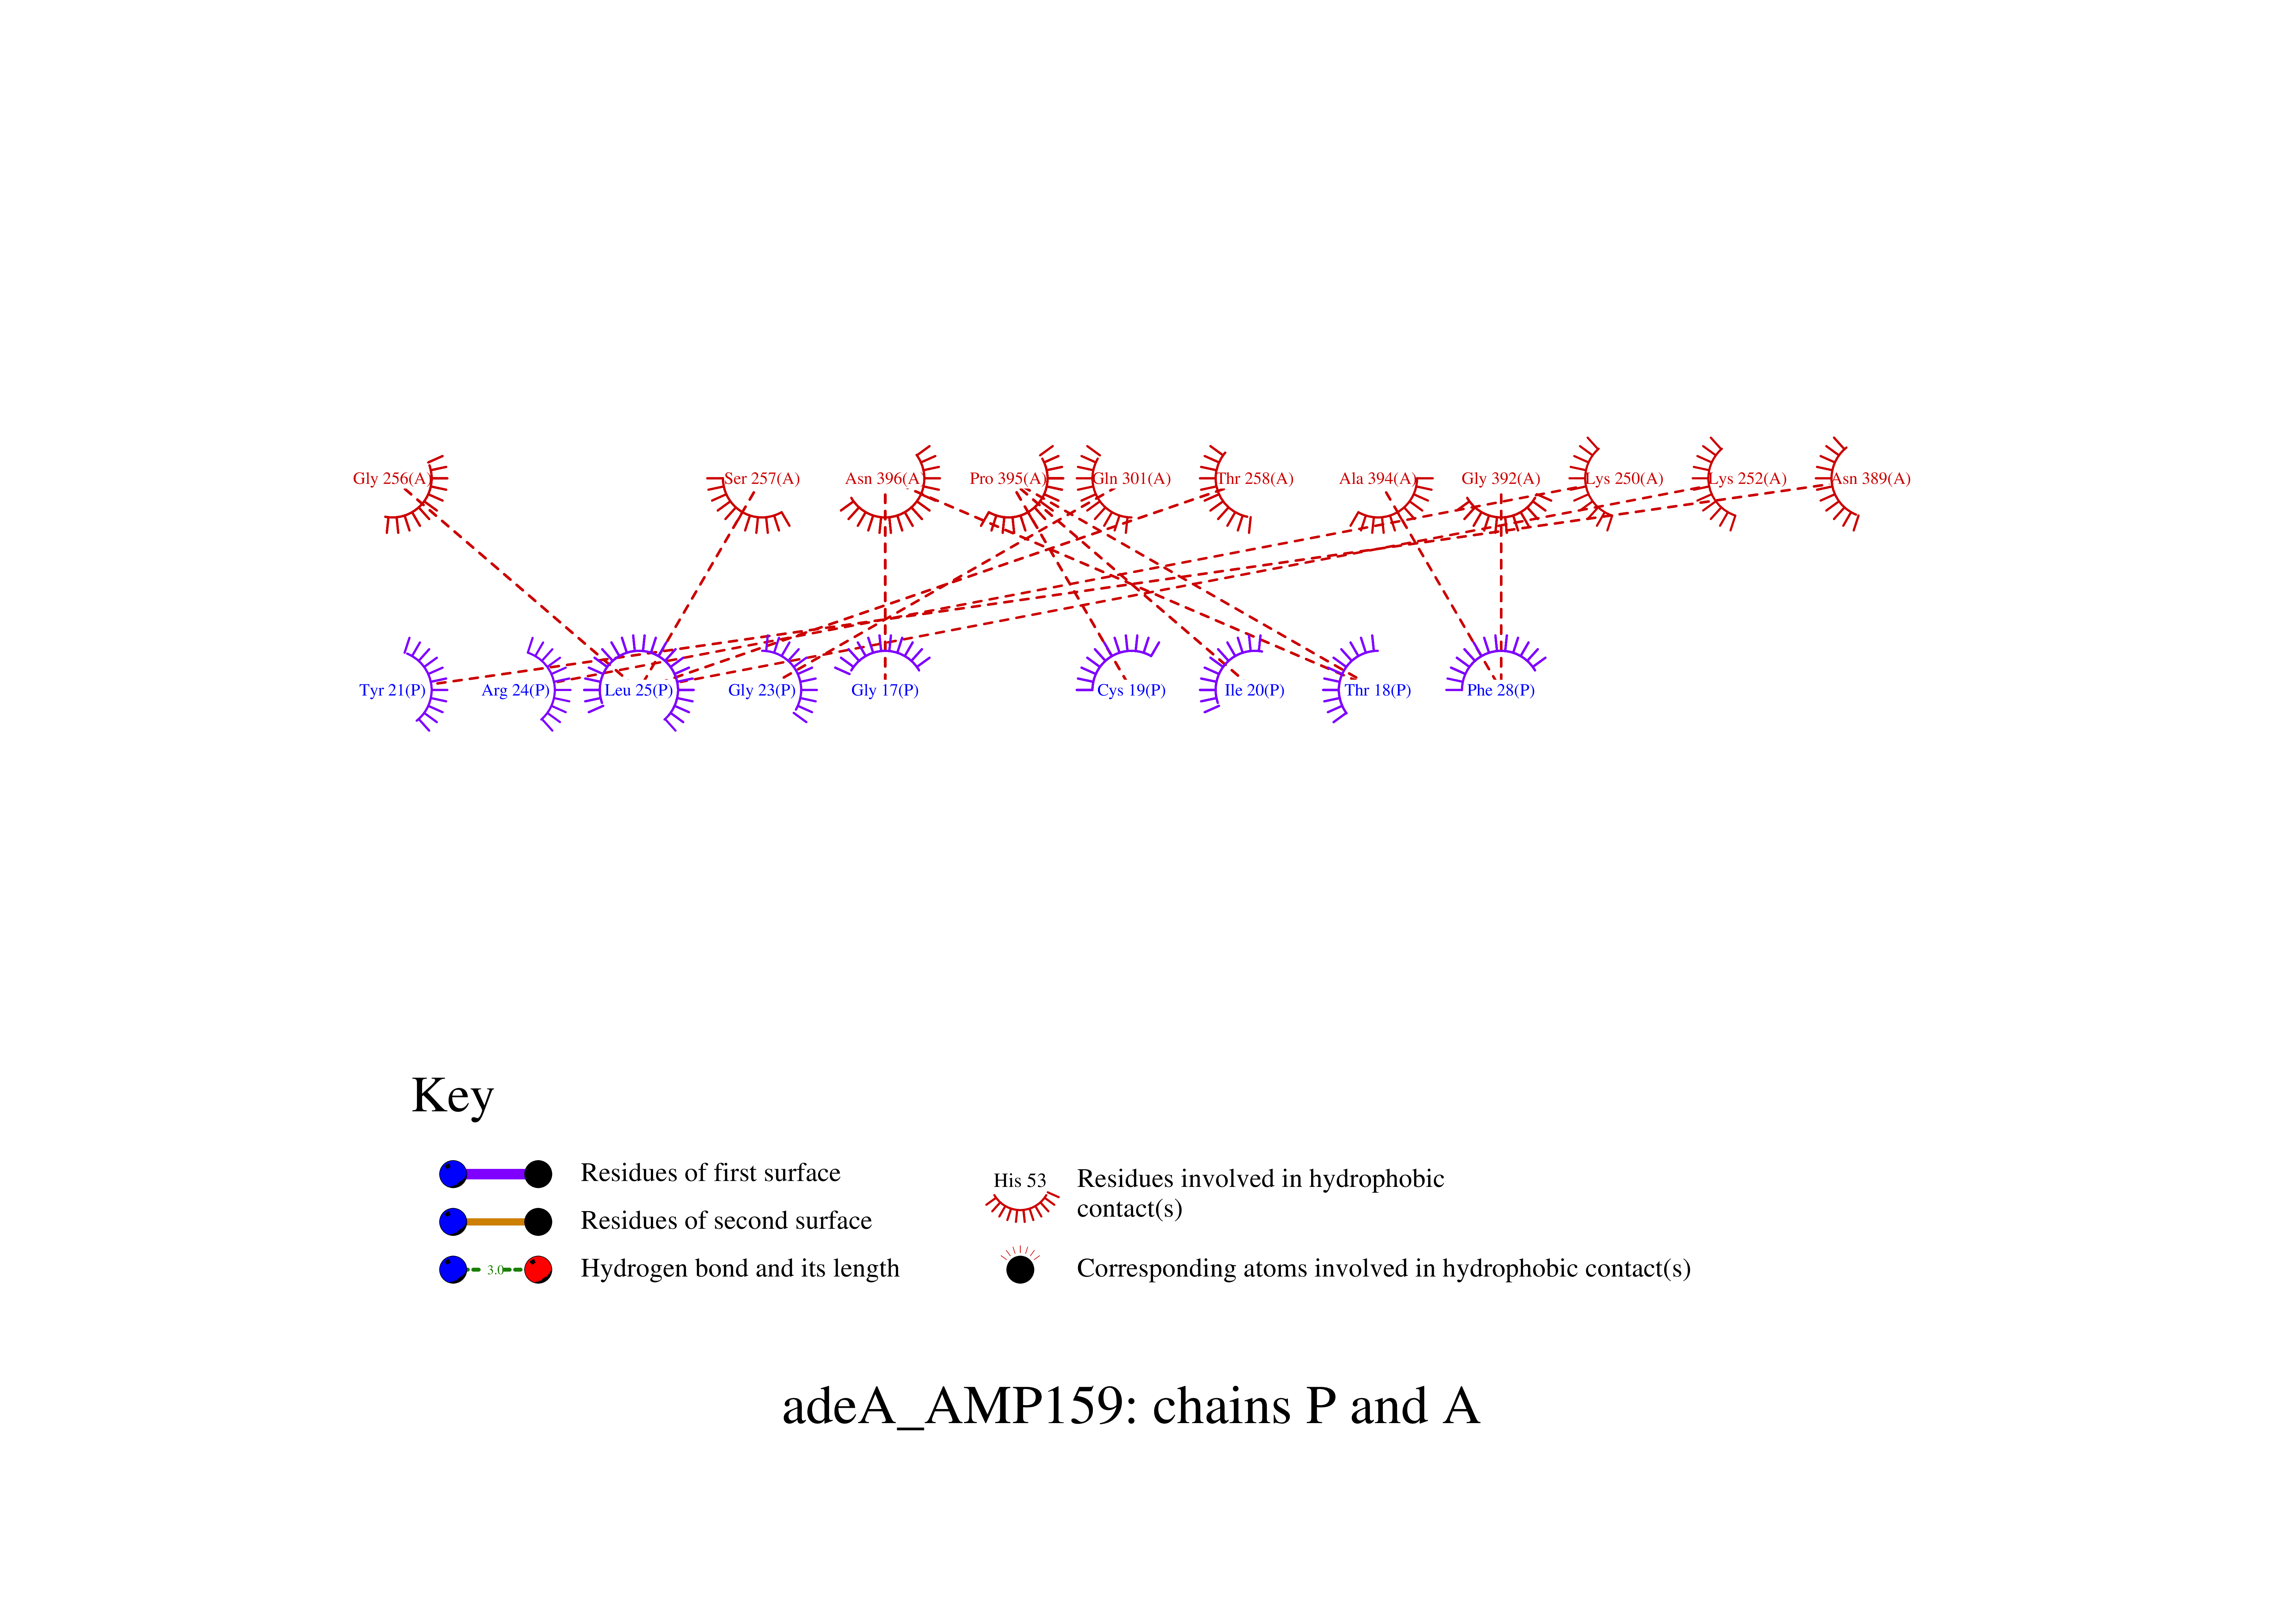 Gly 256(A) Ser 257(A) Asn 396(A) Pro 395(A) Gln 301(A) Thr 258(A) Ala 394(A) Gly 392(A) Lys 250(A) Lys 252(A) Asn 389(A)
Tyr 21(P) Arg 24(P) Leu 25(P) Gly 23(P) Gly 17(P) Cys 19(P) Ile 20(P) Thr 18(P) Phe 28(P)
Key
Residues of first surface
Residues of second surface
3.0 Hydrogen bond and its length
His 53 Residues involved in hydrophobic
contact(s)
Corresponding atoms involved in hydrophobic contact(s)
adeA_AMP159: chains P and A